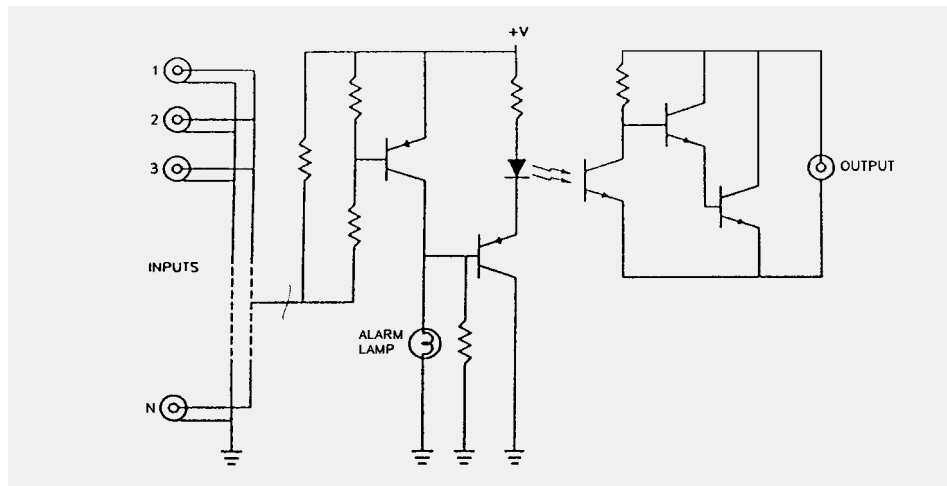 +V
1
2
3
OUTPUT
INPUTS
ALARM
LAMP
N